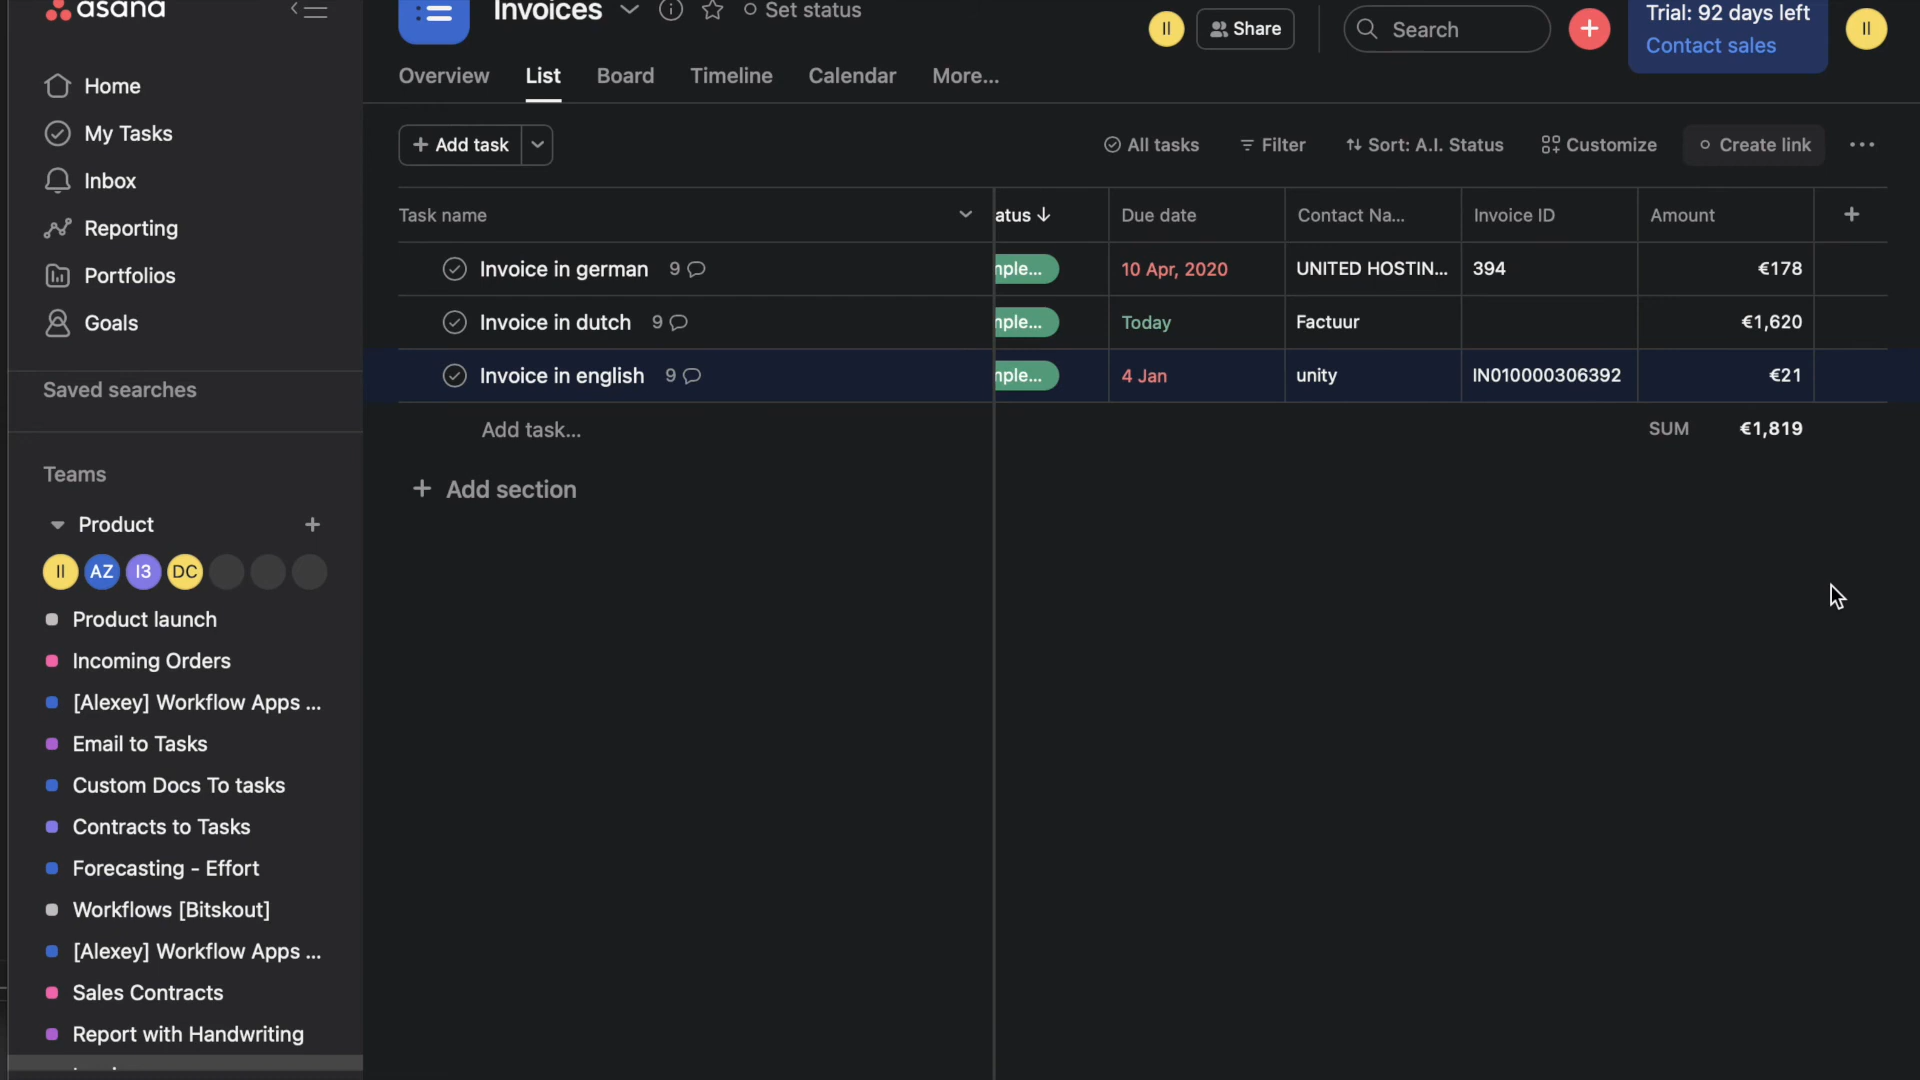 asana
Home
My Tasks
Inbox
Reporting
Portfolios
Goals
Saved searches
Teams
Product
II AZ I3 DC
Product launch
Incoming Orders
[Alexey] Workflow Apps ...
Email to Tasks
Custom Docs To tasks
Contracts to Tasks
Forecasting - Effort
Workflows [Bitskout]
[Alexey] Workflow Apps ...
Sales Contracts
Report with Handwriting
Invoices Set status
II Share Search Trial: 92 days left II
Contact sales
Overview List Board Timeline Calendar More...
+ Add task All tasks Filter Sort: A.I. Status Customize Create link ...
Task name atus ↓ Due date Contact Na... Invoice ID Amount +
Invoice in german 9 mple... 10 Apr, 2020 UNITED HOSTIN... 394 €178
Invoice in dutch 9 mple... Today Factuur €1,620
Invoice in english 9 mple... 4 Jan unity IN010000306392 €21
Add task... SUM €1,819
+ Add section